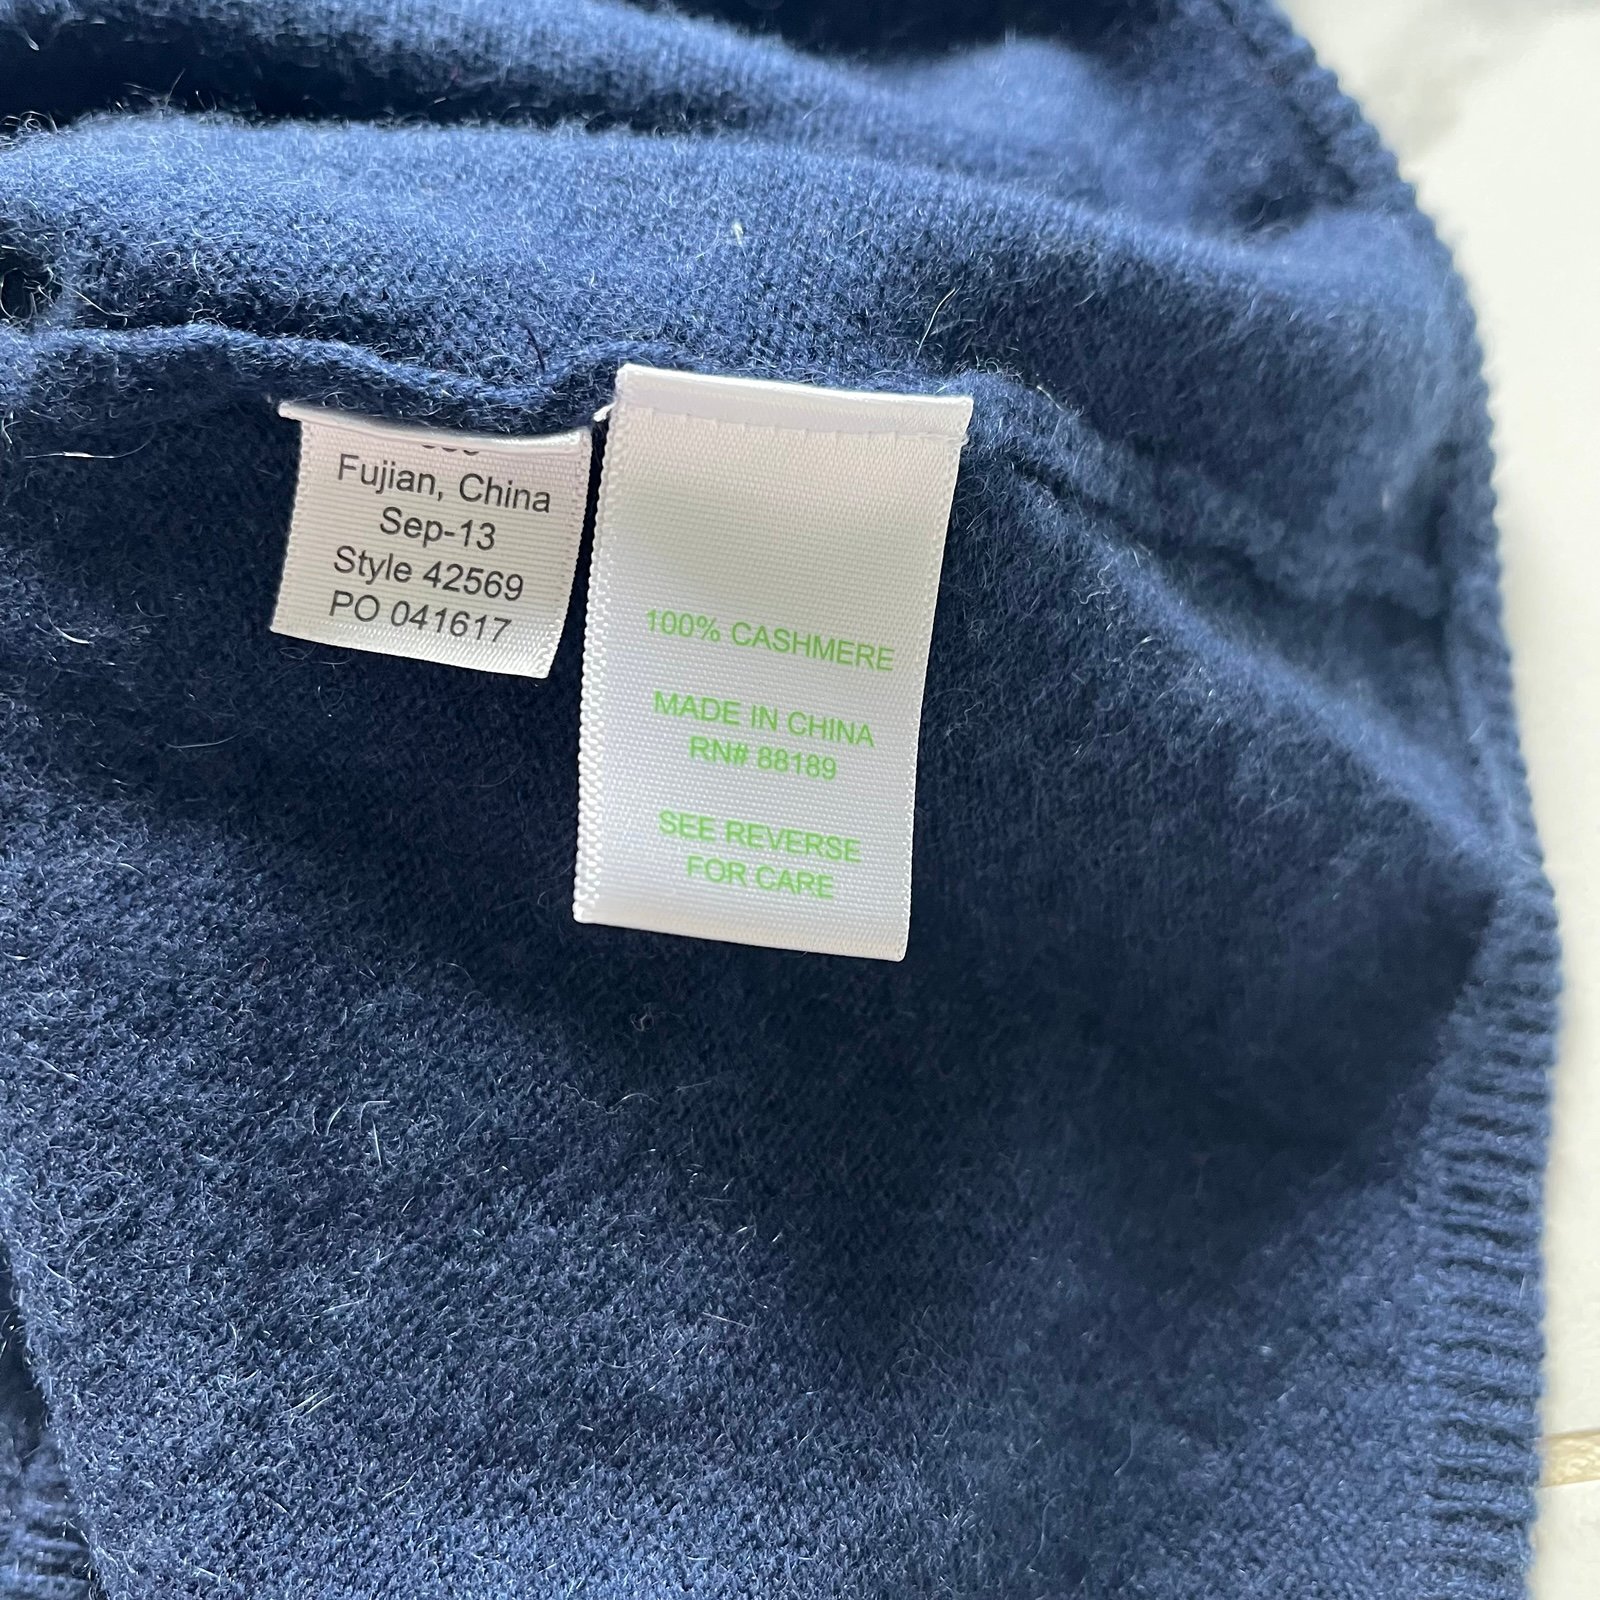 Fujian, China
Sep-13
Style 42569
PO 041617
100% CASHMERE
MADE IN CHINA
RN# 88189
SEE REVERSE
FOR CARE